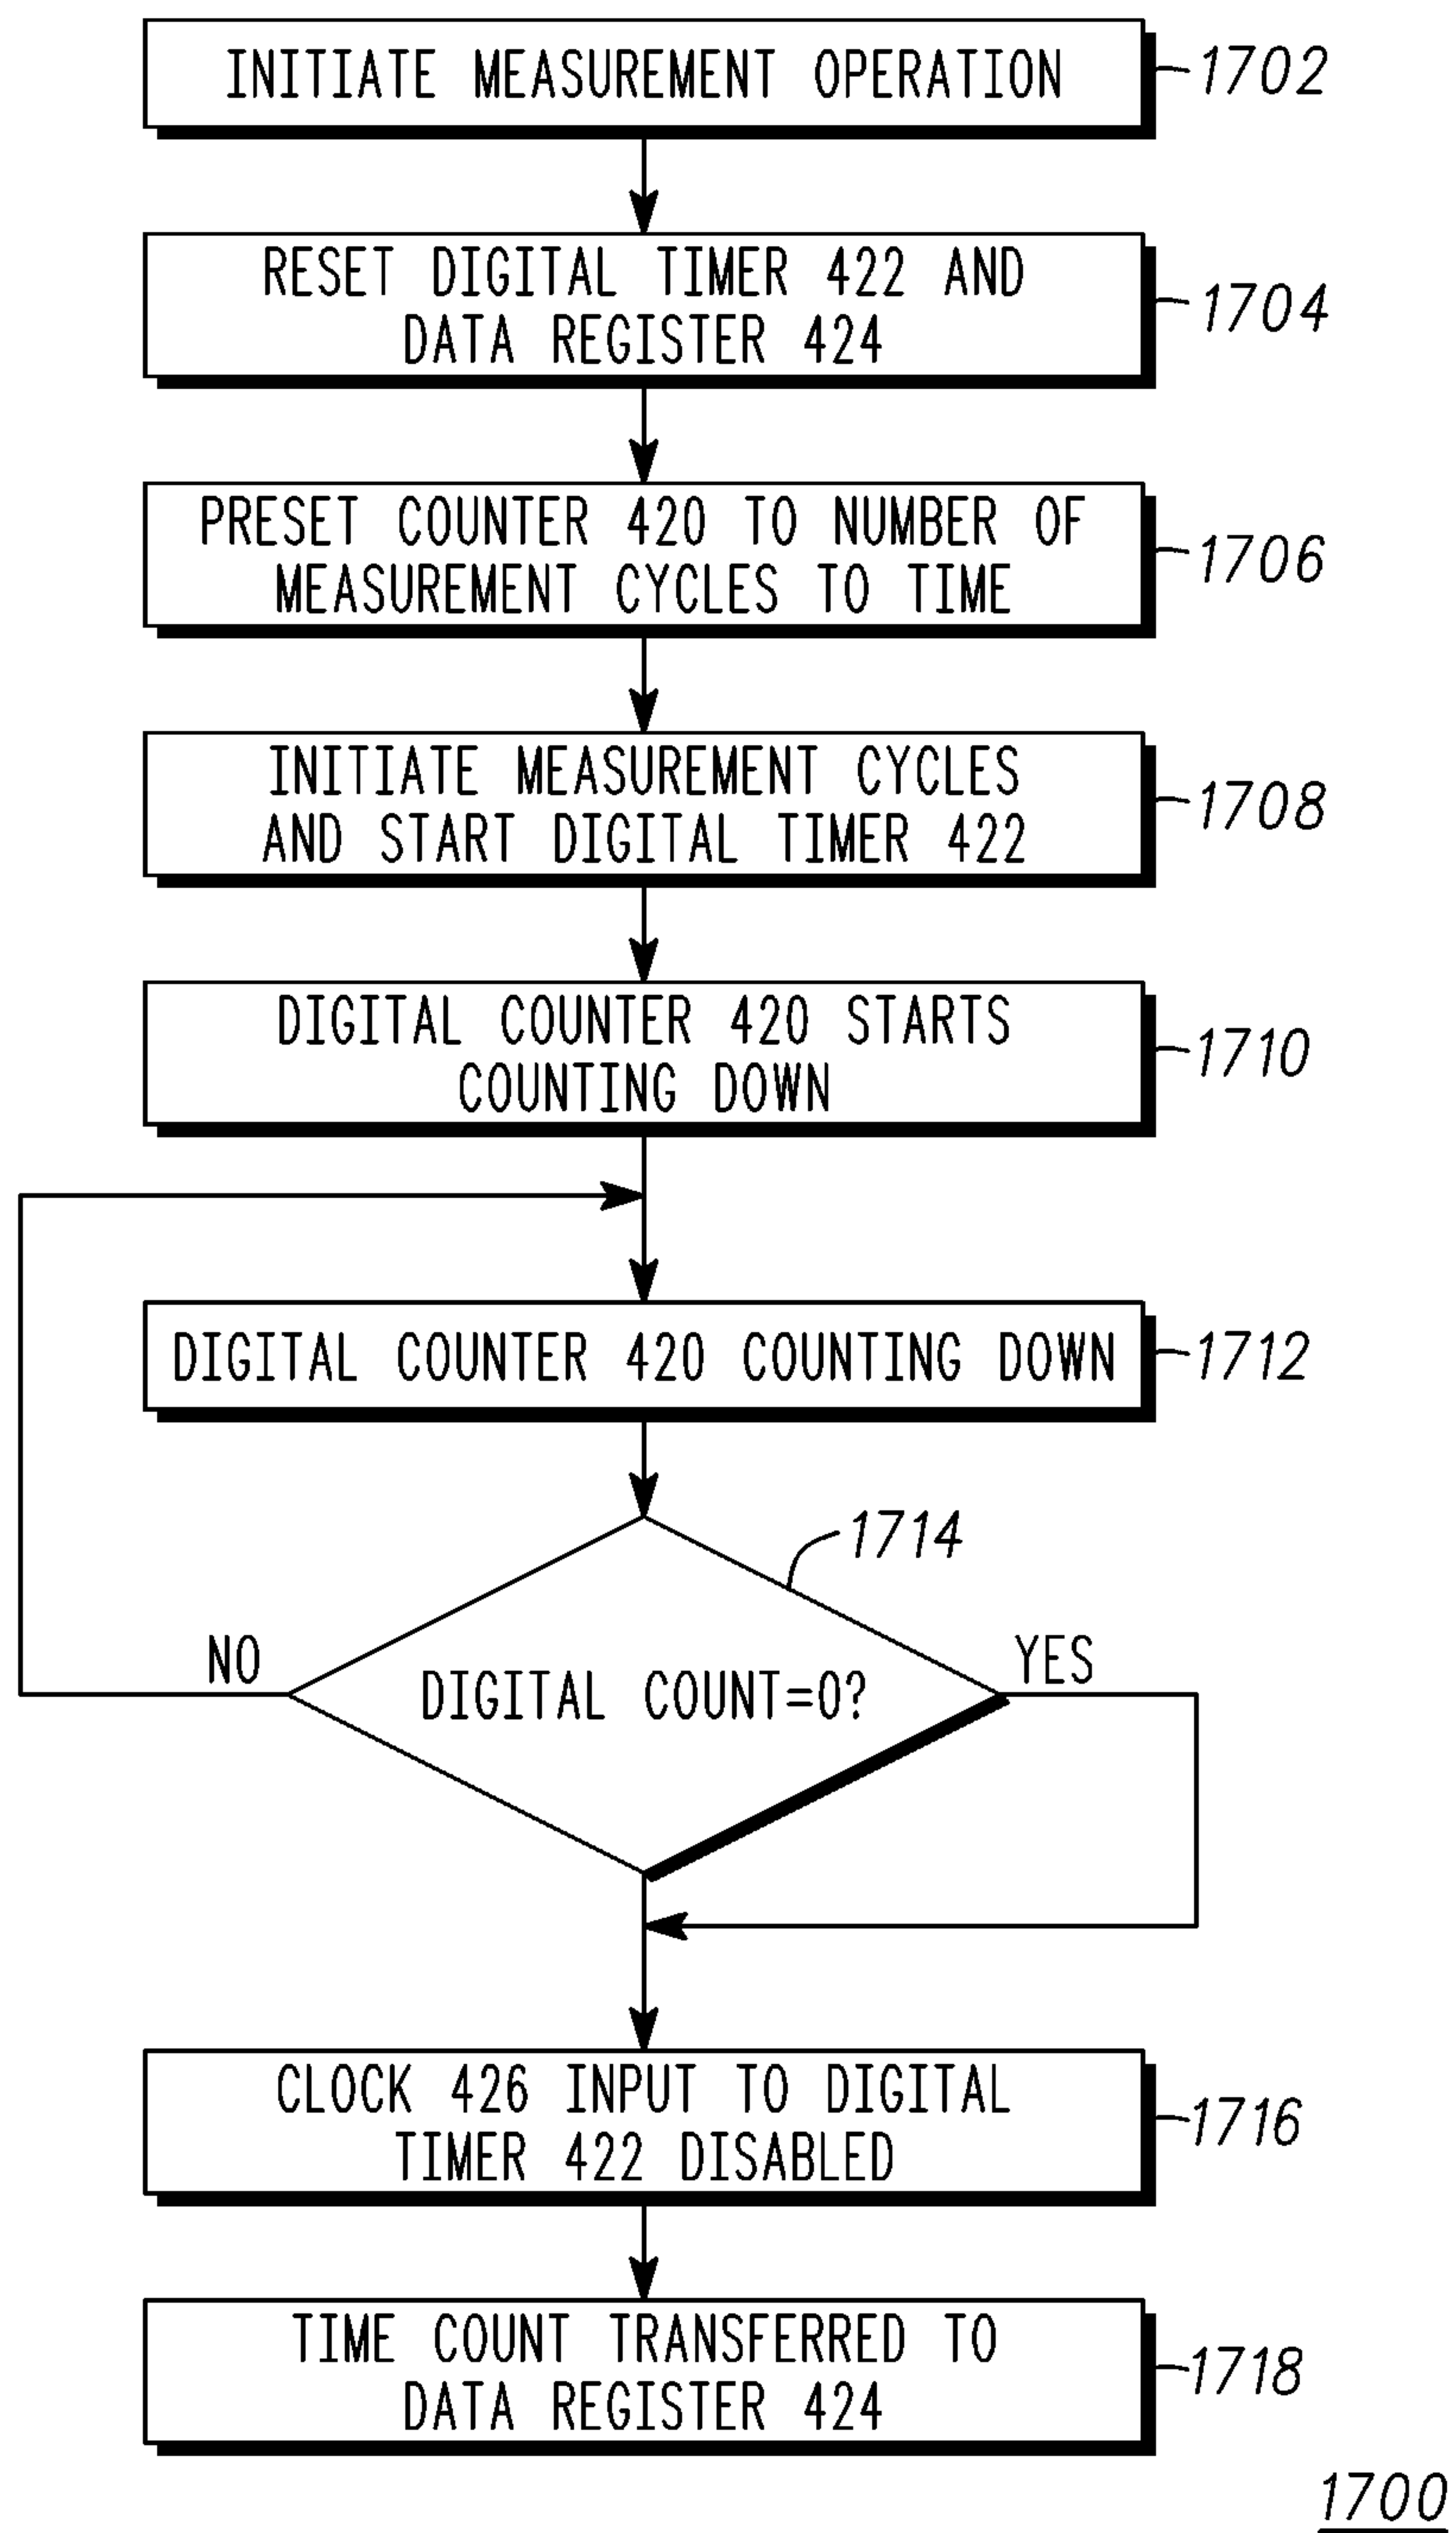 INITIATE MEASUREMENT OPERATION
1702
RESET DIGITAL TIMER 422 AND
DATA REGISTER 424
1704
PRESET COUNTER 420 TO NUMBER OF
MEASUREMENT CYCLES TO TIME
1706
INITIATE MEASUREMENT CYCLES
AND START DIGITAL TIMER 422
1708
DIGITAL COUNTER 420 STARTS
COUNTING DOWN
1710
DIGITAL COUNTER 420 COUNTING DOWN
1712
1714
NO
DIGITAL COUNT=0?
YES
CLOCK 426 INPUT TO DIGITAL
TIMER 422 DISABLED
1716
TIME COUNT TRANSFERRED TO
DATA REGISTER 424
1718
1700